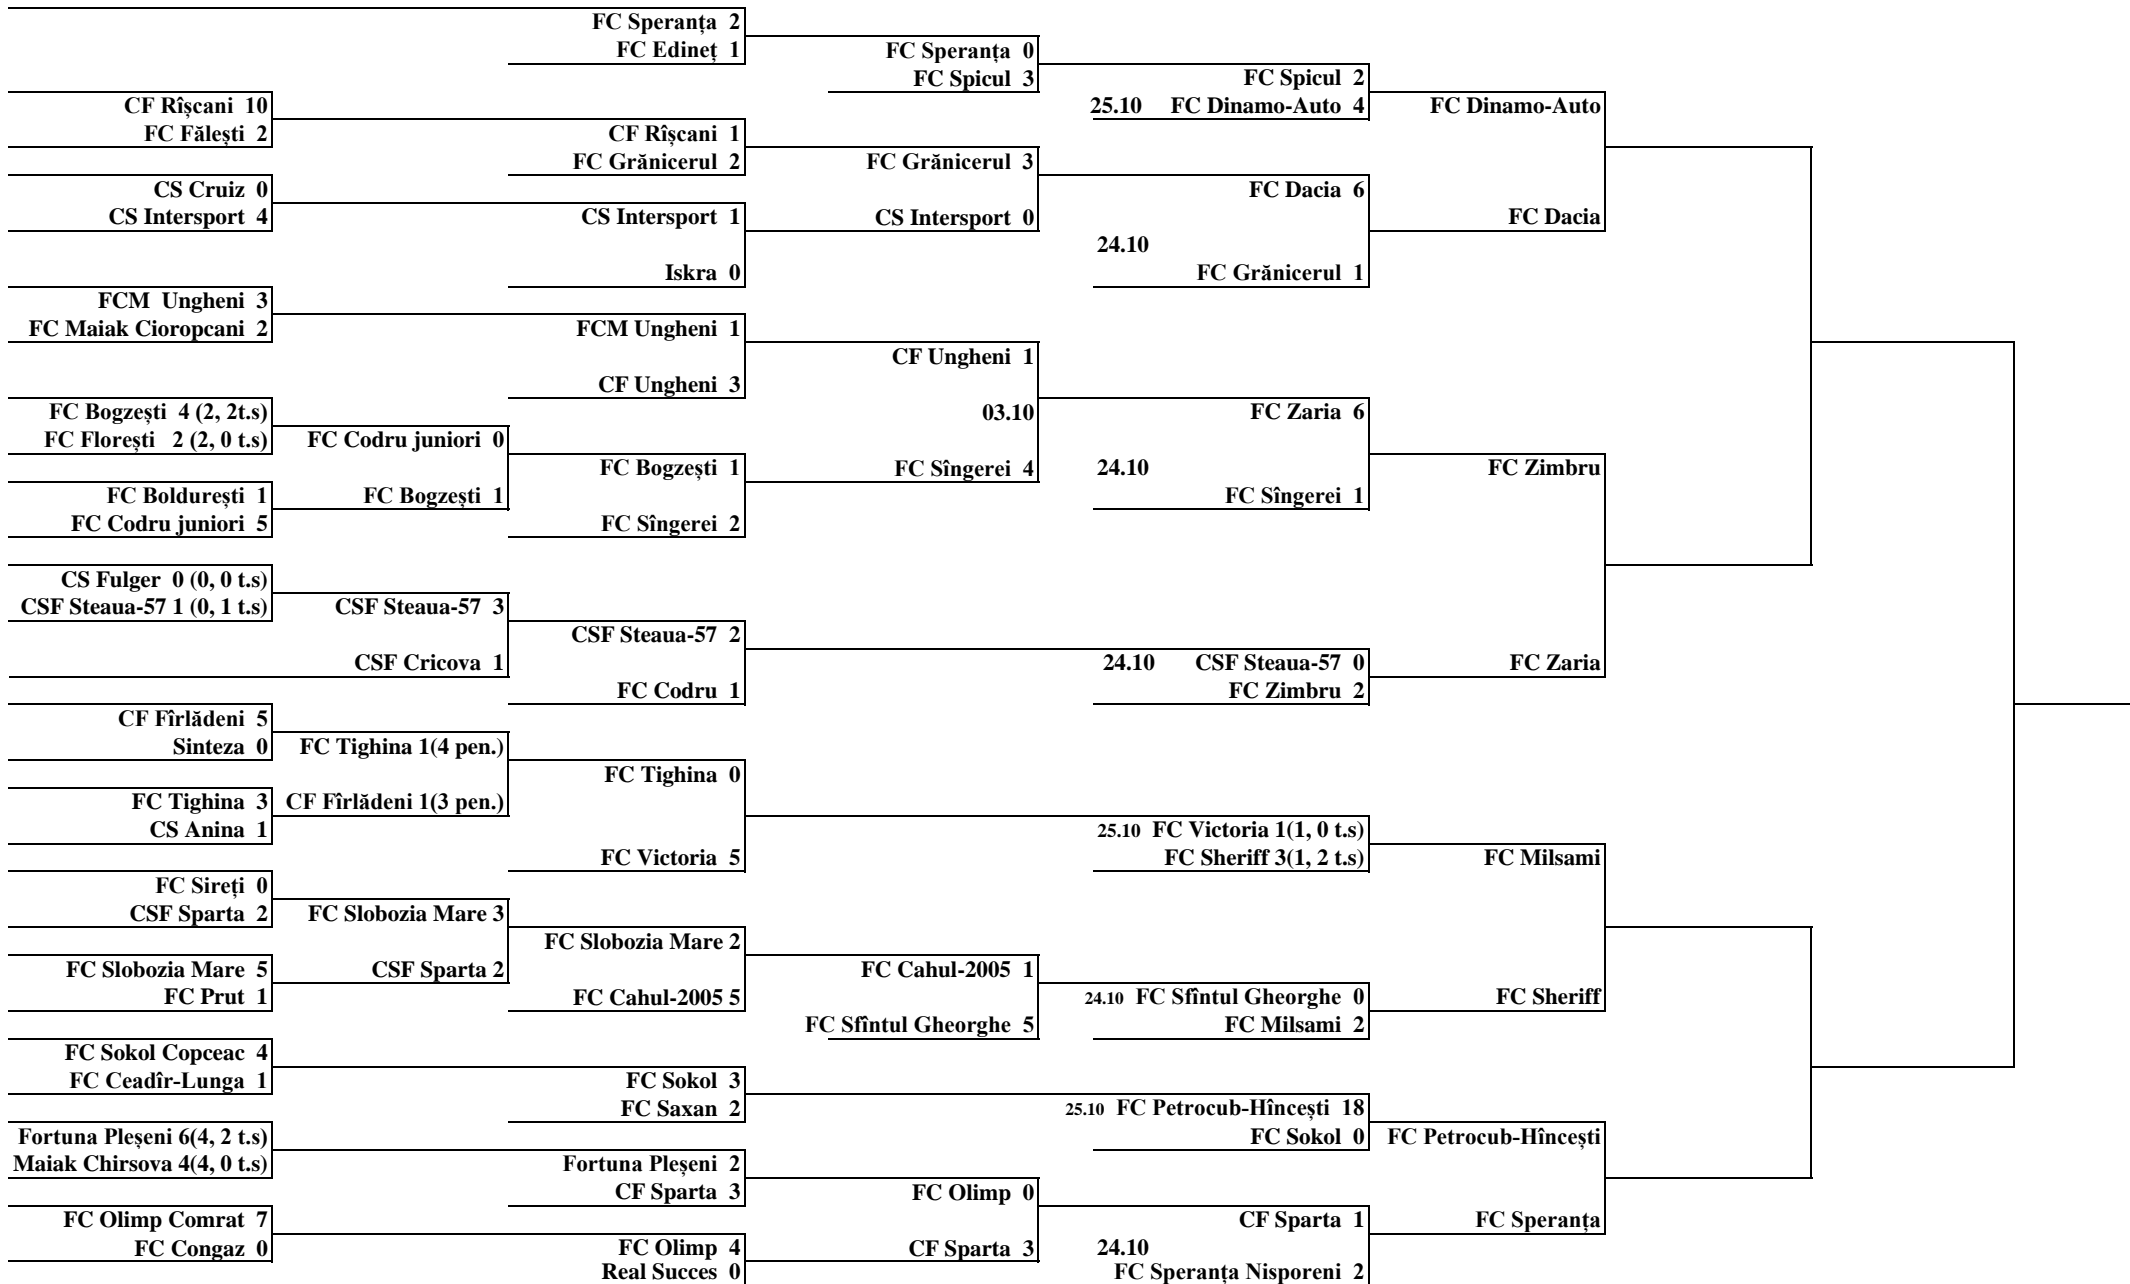 FC Speranța 2
FC Edineț 1
FC Speranța 0
FC Spicul 3
FC Spicul 2
25.10 FC Dinamo-Auto 4
FC Dinamo-Auto
CF Rîșcani 10
FC Fălești 2
CF Rîșcani 1
FC Grănicerul 2
FC Grănicerul 3
CS Cruiz 0
CS Intersport 4
CS Intersport 1
CS Intersport 0
FC Dacia 6
FC Dacia
24.10
Iskra 0
FC Grănicerul 1
FCM Ungheni 3
FC Maiak Cioropcani 2
FCM Ungheni 1
CF Ungheni 1
CF Ungheni 3
03.10
FC Zaria 6
FC Bogzești 4 (2, 2t.s)
FC Florești 2 (2, 0 t.s)
FC Codru juniori 0
FC Bogzești 1
FC Sîngerei 4
24.10
FC Zimbru
FC Boldurești 1
FC Bogzești 1
FC Sîngerei 1
FC Codru juniori 5
FC Sîngerei 2
CS Fulger 0 (0, 0 t.s)
CSF Steaua-57 1 (0, 1 t.s)
CSF Steaua-57 3
CSF Steaua-57 2
CSF Cricova 1
24.10 CSF Steaua-57 0
FC Zaria
FC Codru 1
FC Zimbru 2
CF Fîrlădeni 5
Sinteza 0
FC Tighina 1(4 pen.)
FC Tighina 0
FC Tighina 3
CF Fîrlădeni 1(3 pen.)
CS Anina 1
25.10 FC Victoria 1(1, 0 t.s)
FC Victoria 5
FC Sheriff 3(1, 2 t.s)
FC Milsami
FC Sireți 0
CSF Sparta 2
FC Slobozia Mare 3
FC Slobozia Mare 2
FC Slobozia Mare 5
CSF Sparta 2
FC Cahul-2005 1
FC Prut 1
FC Cahul-2005 5
24.10 FC Sfîntul Gheorghe 0
FC Sheriff
FC Sfîntul Gheorghe 5
FC Milsami 2
FC Sokol Copceac 4
FC Ceadîr-Lunga 1
FC Sokol 3
FC Saxan 2
25.10 FC Petrocub-Hîncești 18
FC Sokol 0
FC Petrocub-Hîncești
Fortuna Pleșeni 6(4, 2 t.s)
Maiak Chirsova 4(4, 0 t.s)
Fortuna Pleșeni 2
CF Sparta 3
FC Olimp 0
FC Olimp Comrat 7
CF Sparta 1
FC Speranța
FC Congaz 0
FC Olimp 4
CF Sparta 3
24.10
Real Succes 0
FC Speranța Nisporeni 2